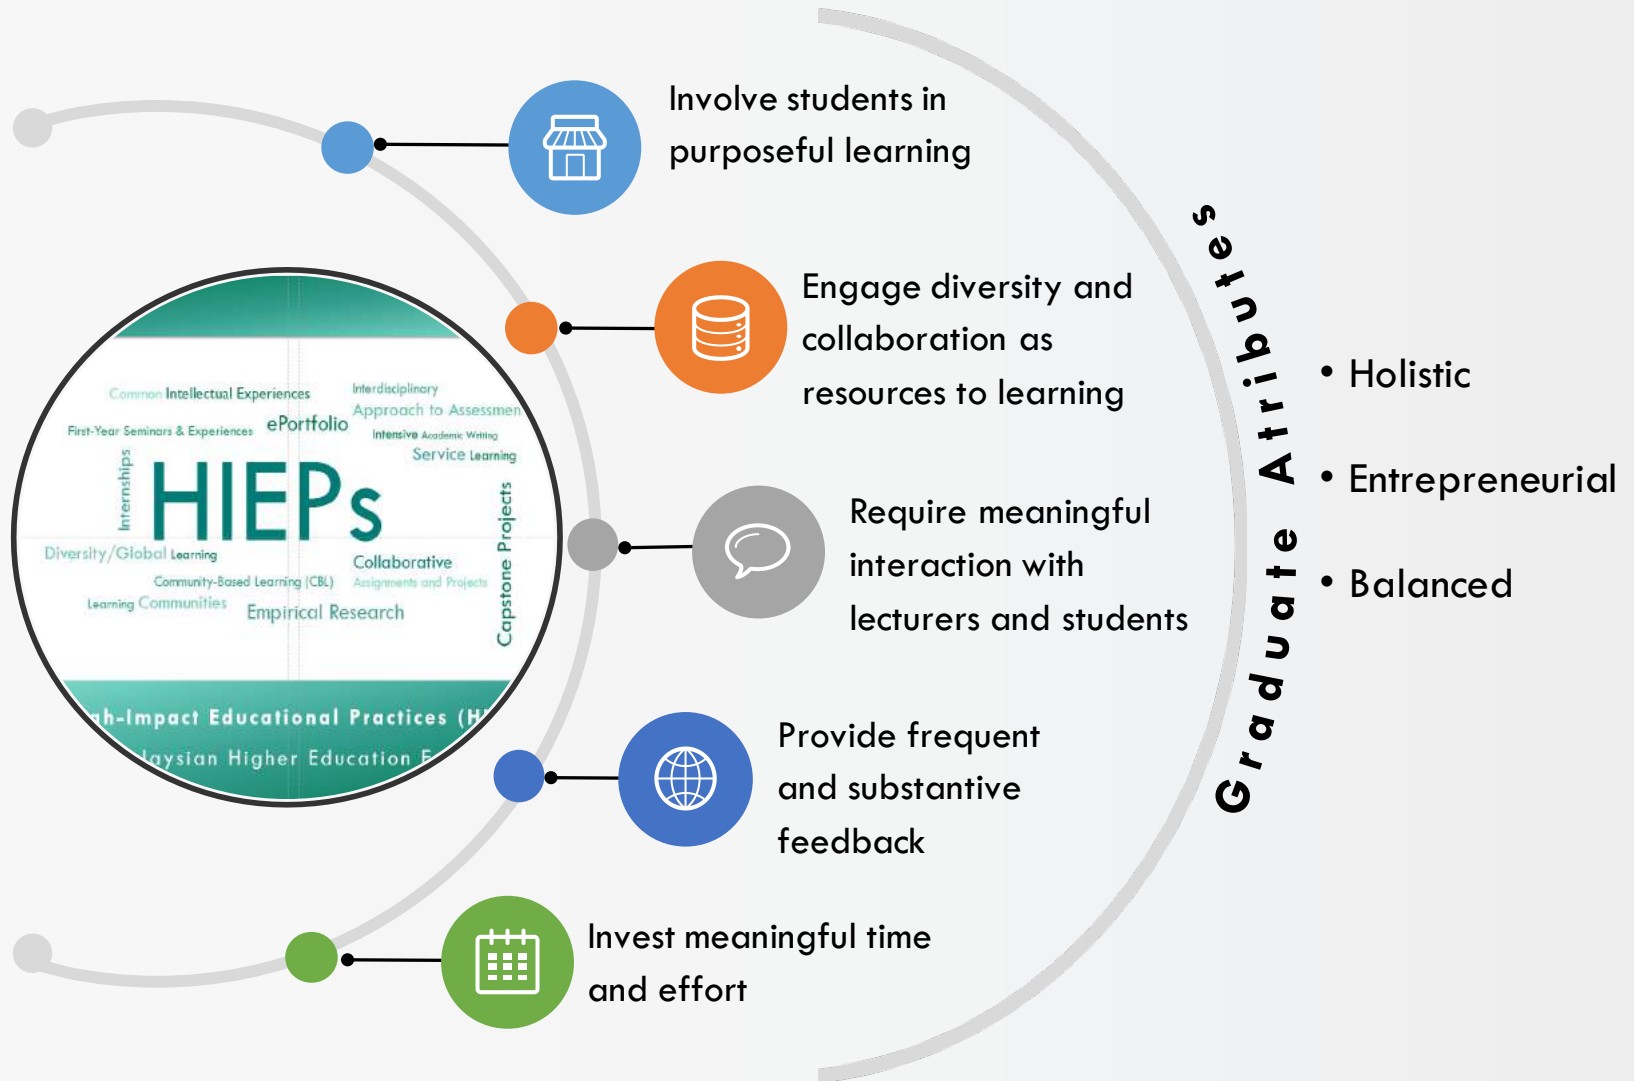 Involve students in
purposeful learning
Engage diversity and
collaboration as
resources to learning
Require meaningful
interaction with
lecturers and students
Provide frequent
and substantive
feedback
Invest meaningful time
and effort
Common Intellectual Experiences
Interdisciplinary
Approach to Assessmen
First-Year Seminars & Experiences
ePortfolio
Intensive Academic Writing
Service Learning
Internships
HIEPs
Capstone Projects
Diversity/Global Learning
Collaborative
Community-Based Learning (CBL)
Assignments and Projects
Learning Communities
Empirical Research
gh-Impact Educational Practices (HI
laysian Higher Education E
Graduate Atributes
• Holistic
• Entrepreneurial
• Balanced